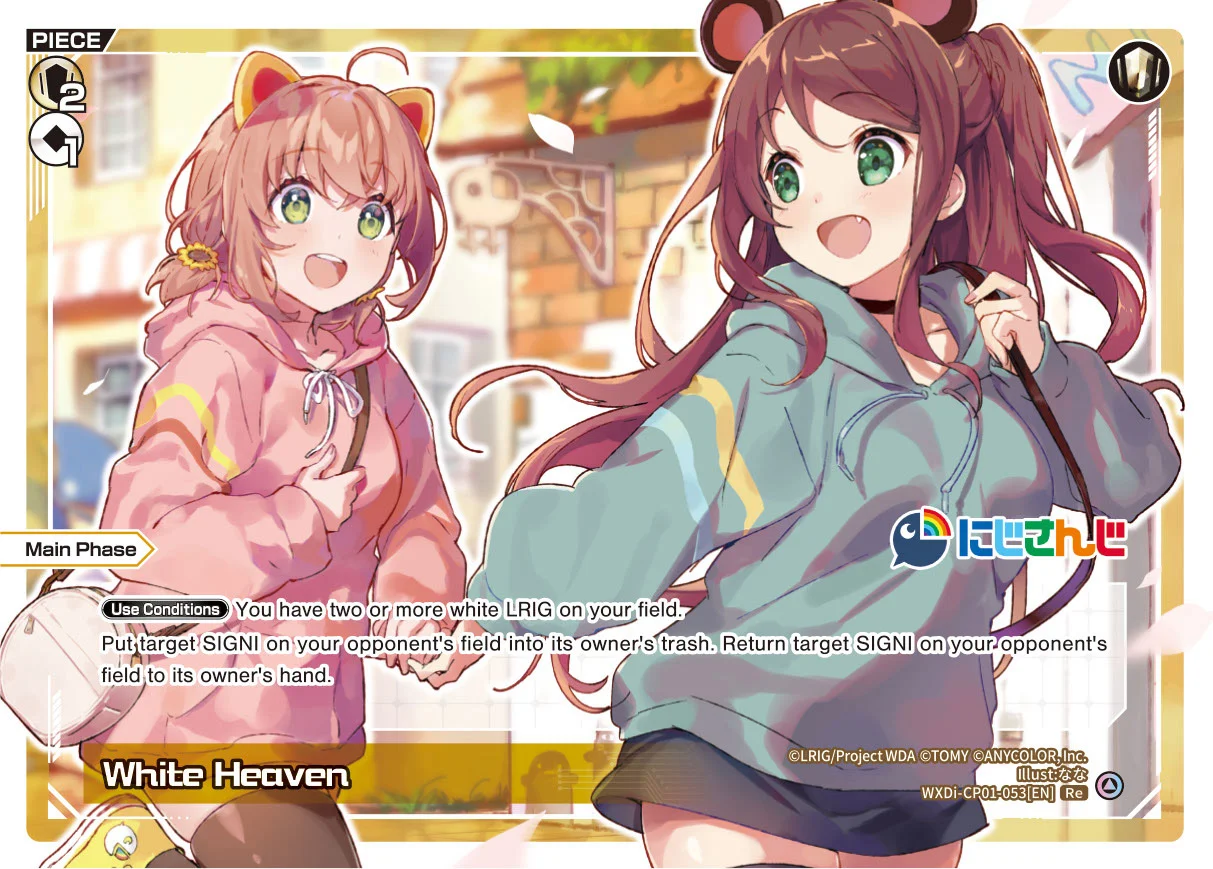 PIECE
2
1
Main Phase
にじさんじ
Use Conditions You have two or more white LRIG on your field.
Put target SIGNI on your opponent's field into its owner's trash. Return target SIGNI on your opponent's
field to its owner's hand.
White Heaven
©LRIG/Project WDA ©TOMY ©ANYCOLOR, Inc.
Illust:なな
WXDi-CP01-053[EN] Re